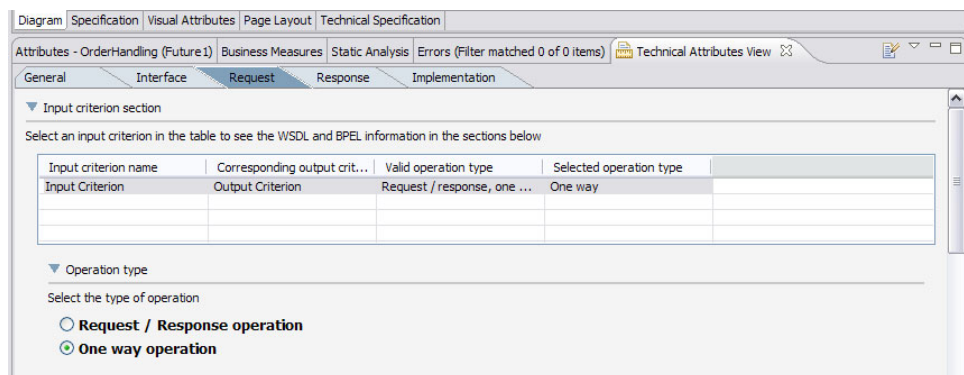 Diagram Specification Visual Attributes Page Layout Technical Specification
Attributes - OrderHandling (Future1) Business Measures Static Analysis Errors (Filter matched 0 of 0 items) Technical Attributes View
General Interface Request Response Implementation
Input criterion section
Select an input criterion in the table to see the WSDL and BPEL information in the sections below
Input criterion name Corresponding output crit... Valid operation type Selected operation type
Input Criterion Output Criterion Request / response, one ... One way
Operation type
Select the type of operation
Request / Response operation
One way operation